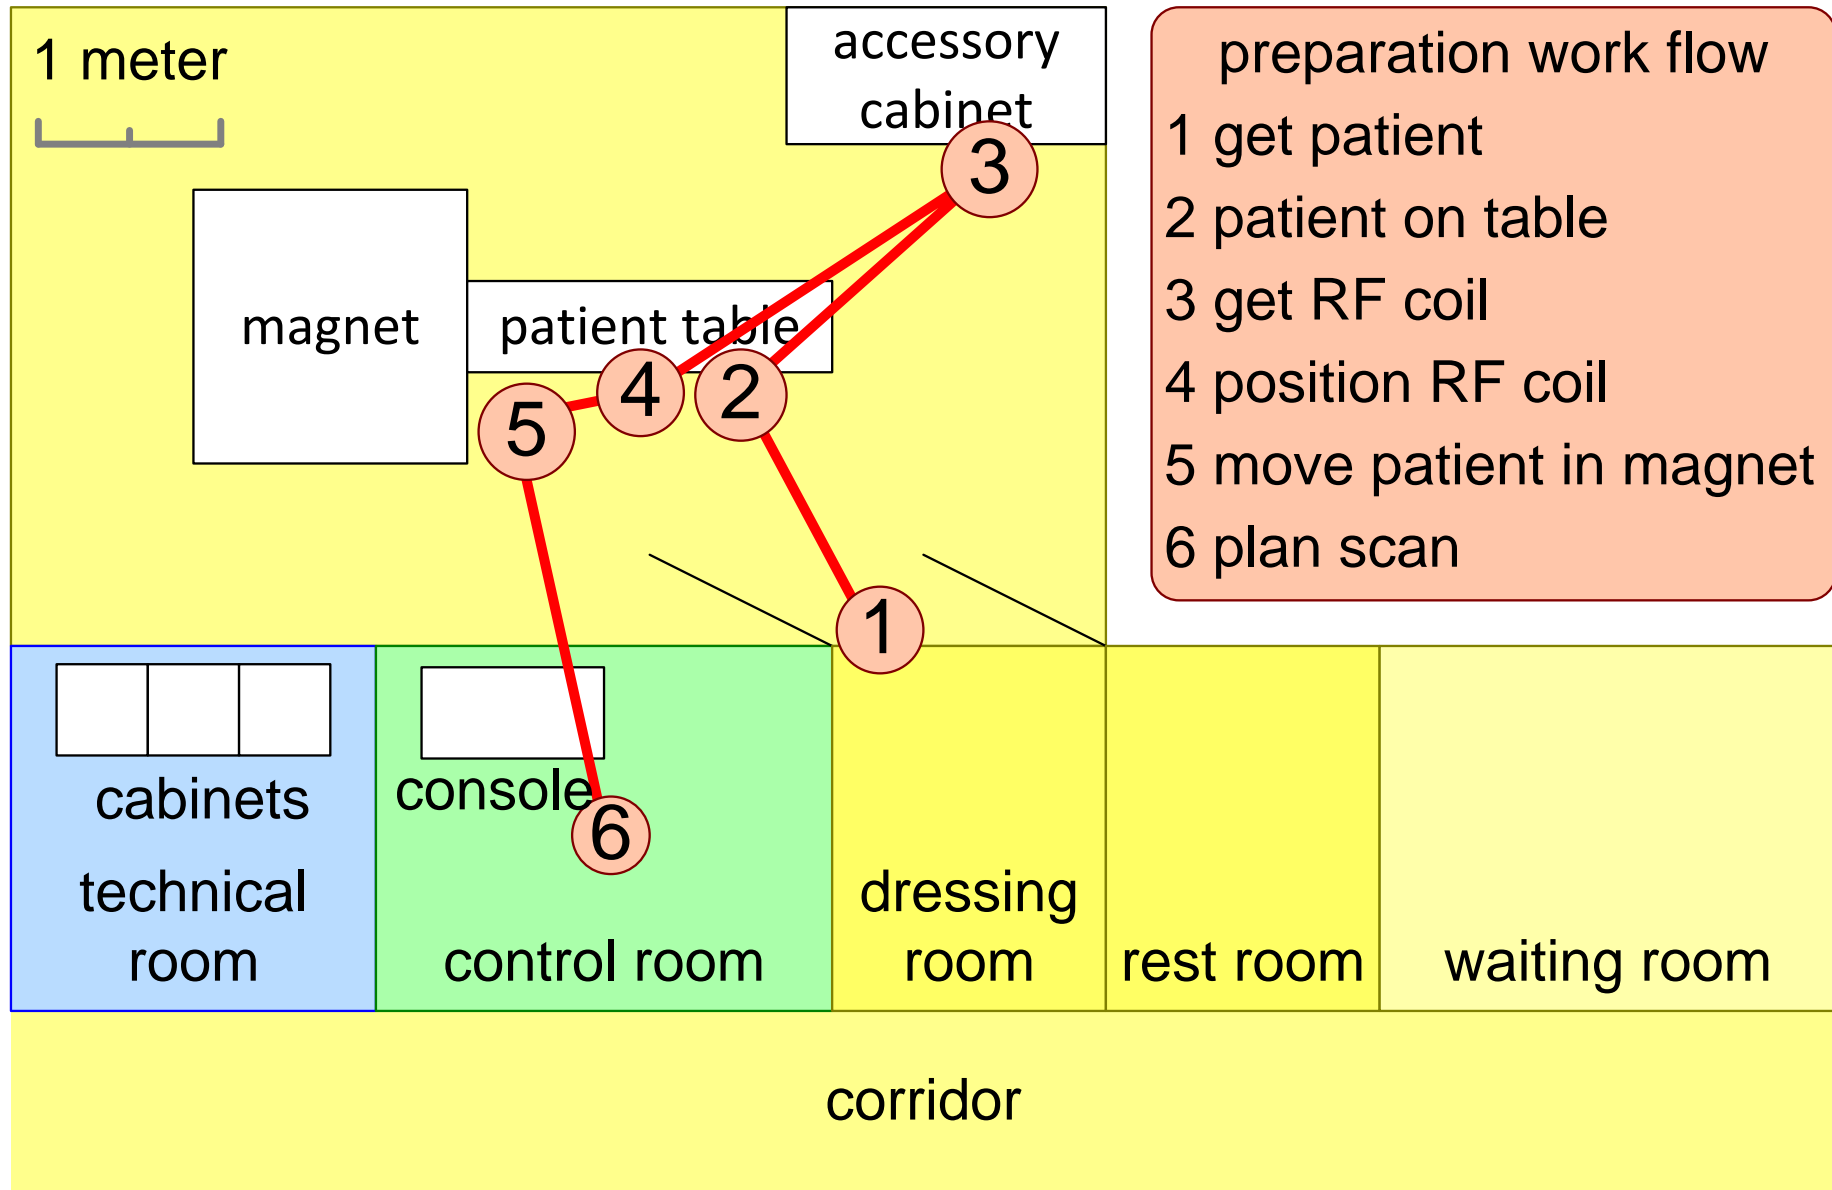 1 meter
accessory
cabinet
3
magnet
patient table
5
4
2
1
cabinets
technical
room
console
6
control room
dressing
room
rest room
waiting room
corridor
preparation work flow
1 get patient
2 patient on table
3 get RF coil
4 position RF coil
5 move patient in magnet
6 plan scan